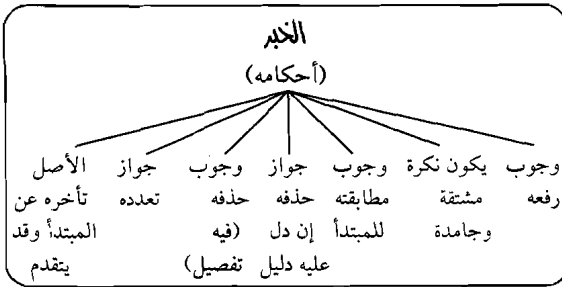 الخبر
(أحكامه)
وجوب يكون نكرة وجوب جواز وجوب جواز الأصل
رفعه مشتقة مطابقته حذفه حذفه تعدده تأخره عن
وجامدة للمبتدأ إن دل (فيه المبتدأ وقد
عليه دليل تفصيل) يتقدم